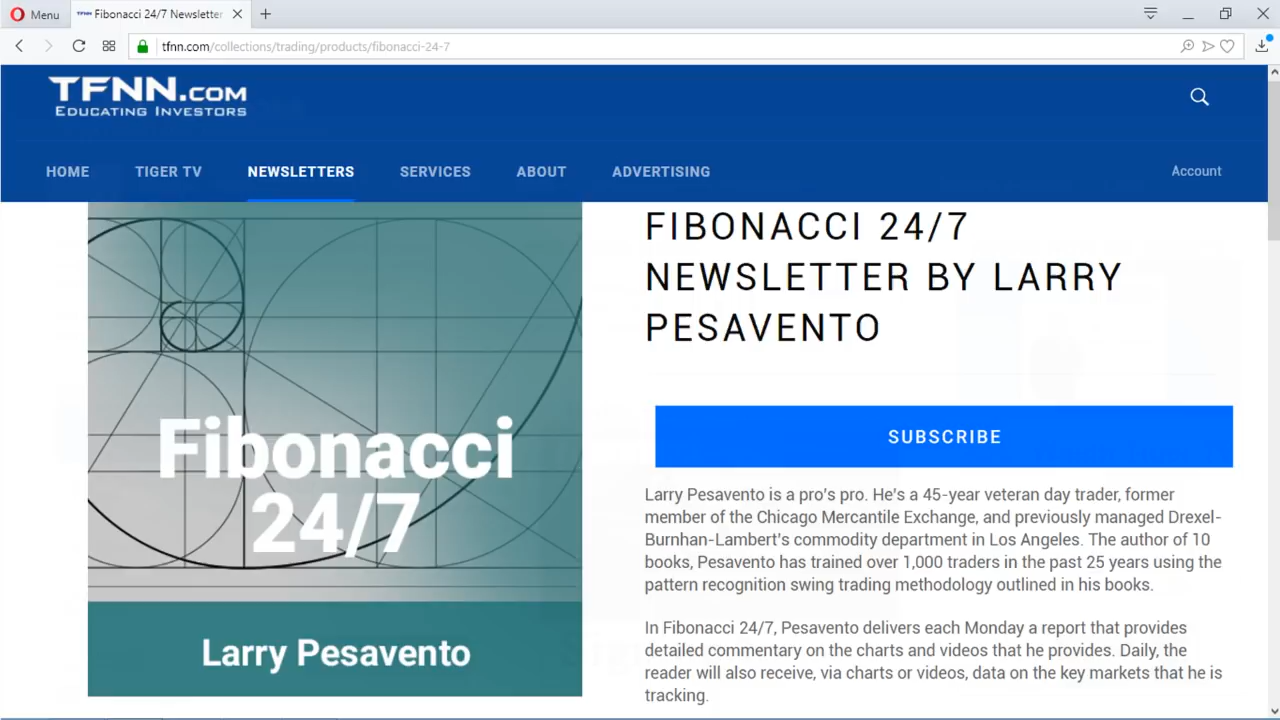 Menu
Fibonacci 24/7 Newsletter
tfnn.com/collections/trading/products/fibonacci-24-7
TFNN.COM
EDUCATING INVESTORS
HOME TIGER TV NEWSLETTERS SERVICES ABOUT ADVERTISING Account
FIBONACCI 24/7
NEWSLETTER BY LARRY
PESAVENTO
SUBSCRIBE
Fibonacci
24/7
Larry Pesavento
Larry Pesavento is a pro's pro. He's a 45-year veteran day trader, former
member of the Chicago Mercantile Exchange, and previously managed Drexel-
Burnhan-Lambert's commodity department in Los Angeles. The author of 10
books, Pesavento has trained over 1,000 traders in the past 25 years using the
pattern recognition swing trading methodology outlined in his books.
In Fibonacci 24/7, Pesavento delivers each Monday a report that provides
detailed commentary on the charts and videos that he provides. Daily, the
reader will also receive, via charts or videos, data on the key markets that he is
tracking.